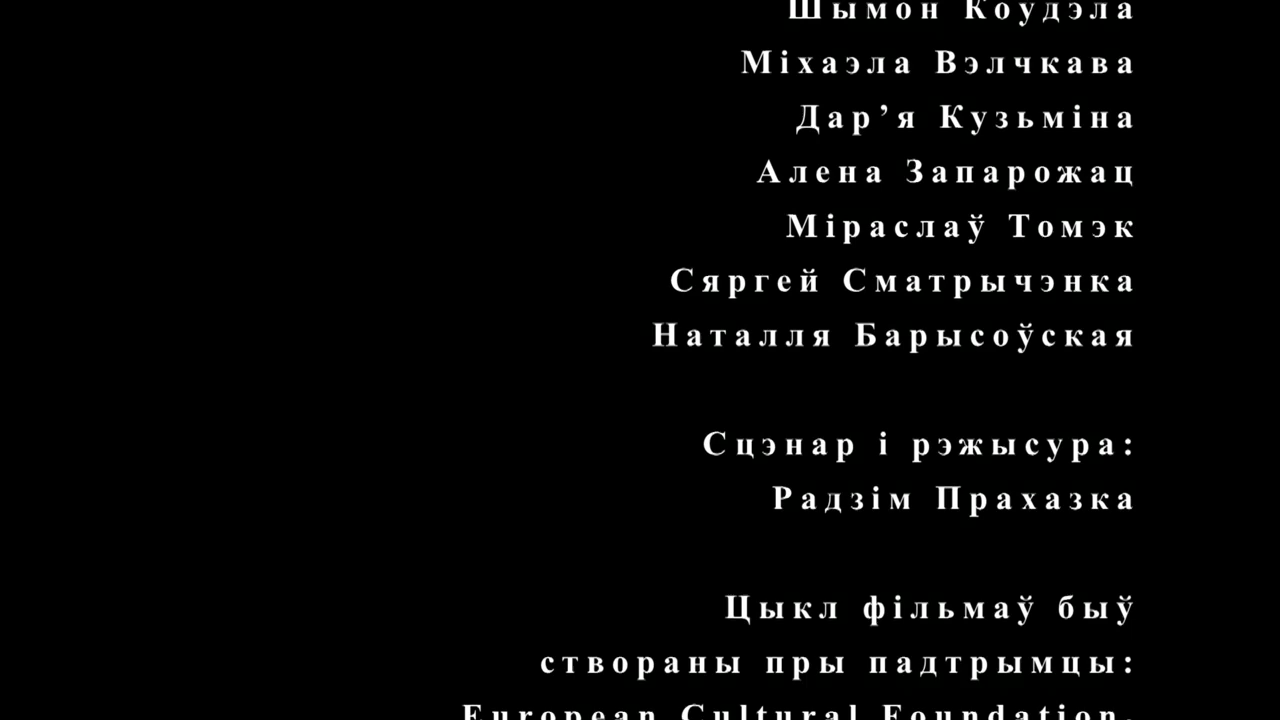 Шымон Коудэла
Міхаэла Вэлчкава
Дар’я Кузьміна
Алена Запарожац
Міраслаў Томэк
Сяргей Сматрычэнка
Наталля Барысоўская
Сцэнар і рэжысура:
Радзім Прахазка
Цыкл фільмаў быў
створаны пры падтрымцы:
European Cultural Foundation,